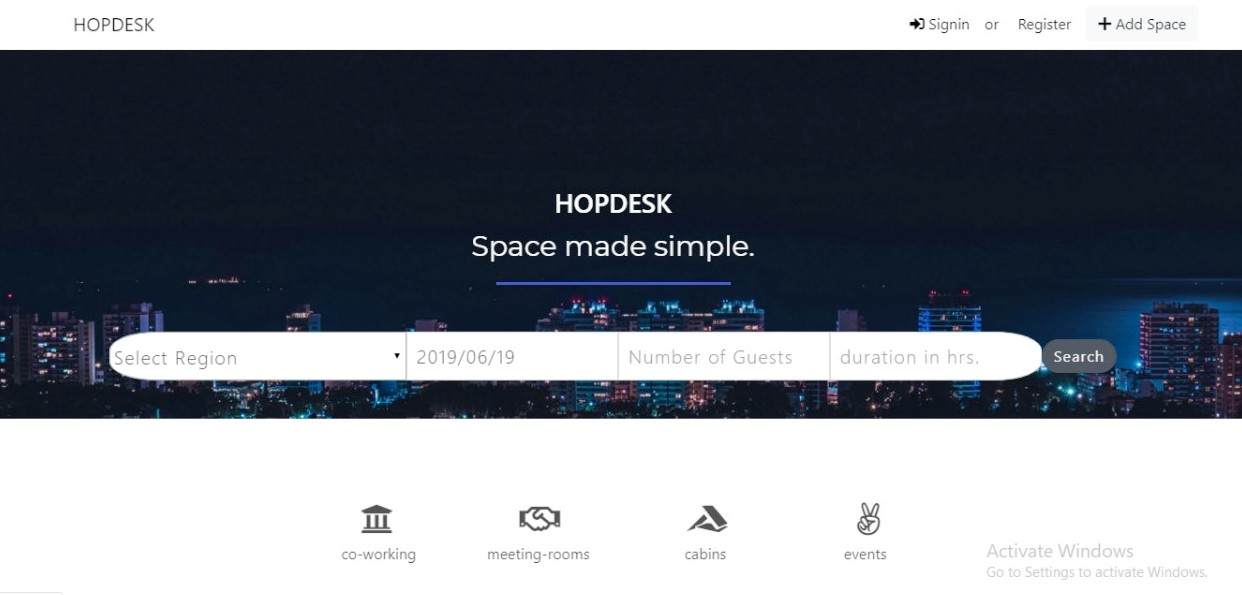 HOPDESK
Signin or Register Add Space
HOPDESK
Space made simple.
Select Region 2019/06/19 Number of Guests duration in hrs. Search
co-working meeting-rooms cabins events
Activate Windows
Go to Settings to activate Windows.